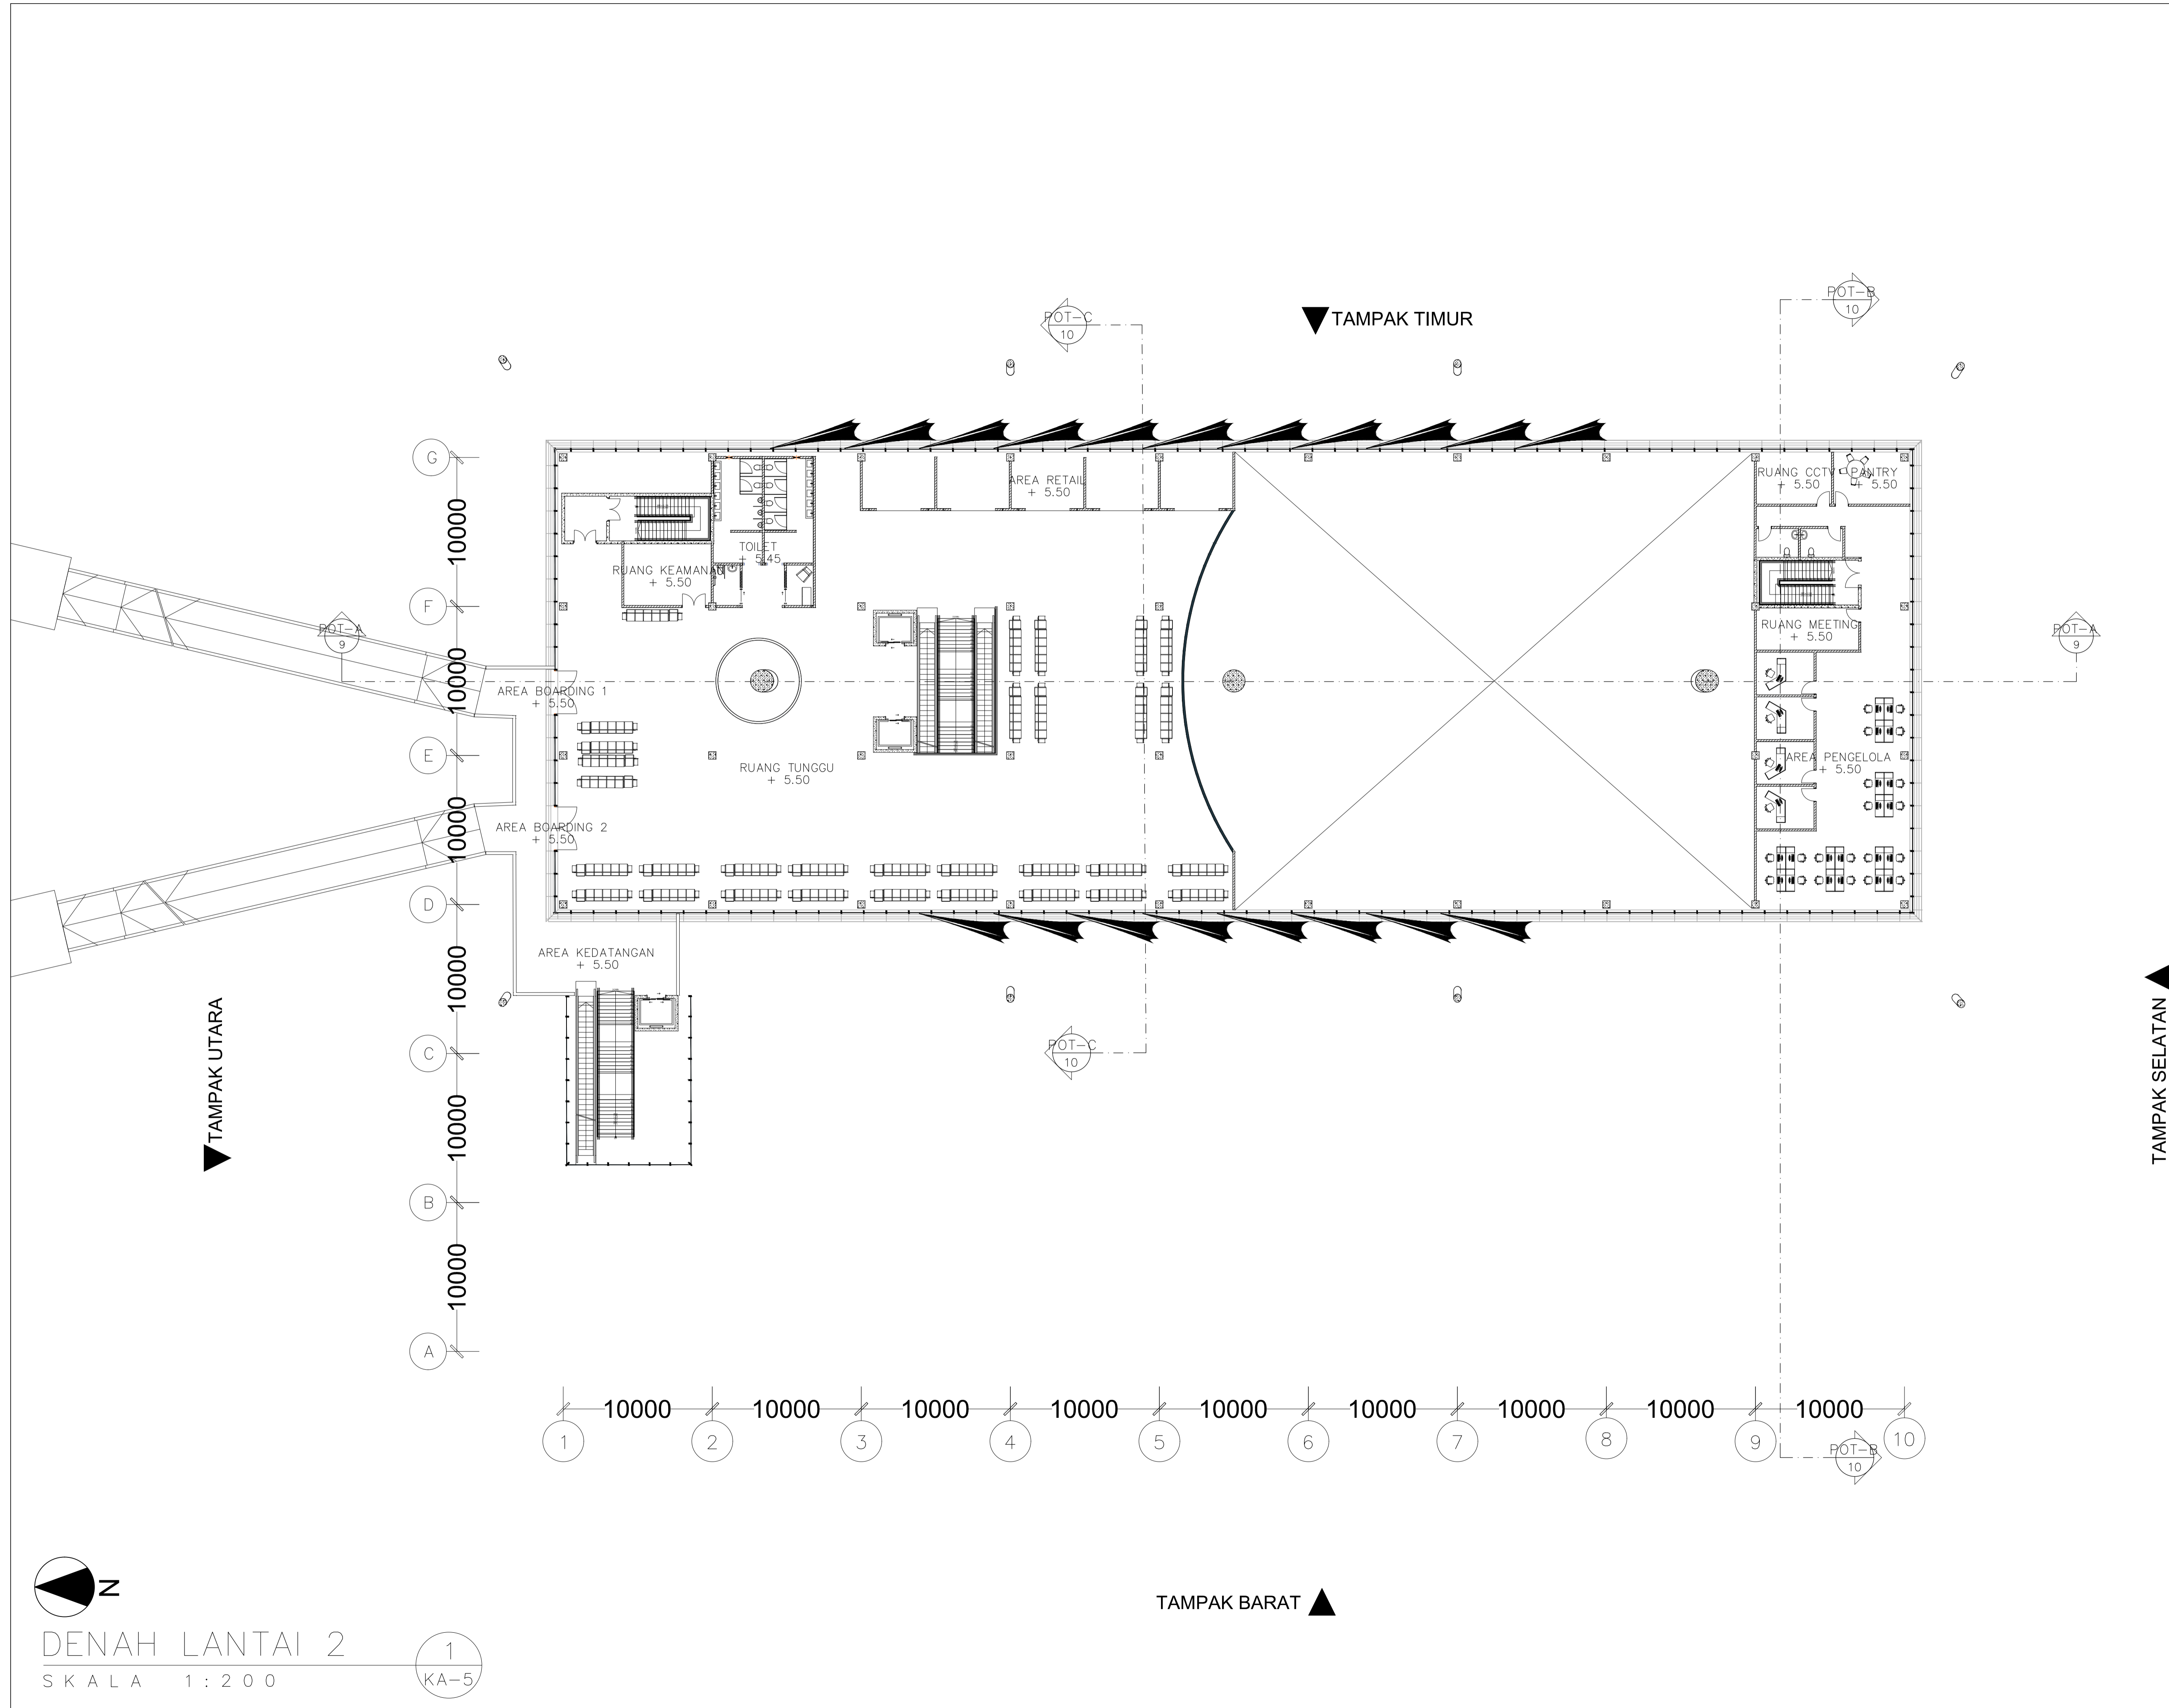 POT-B
10
POT-C
10
TAMPAK TIMUR
G
RUANG CCTV
+ 5.50
PANTRY
+ 5.50
AREA RETAIL
+ 5.50
10000
TOILET
+ 5.45
RUANG KEAMANAN
+ 5.50
F
POT-A
9
RUANG MEETING
+ 5.50
POT-A
9
10000
AREA BOARDING 1
+ 5.50
E
RUANG TUNGGU
+ 5.50
AREA PENGELOLA
+ 5.50
10000
AREA BOARDING 2
+ 5.50
D
AREA KEDATANGAN
+ 5.50
10000
TAMPAK UTARA
TAMPAK SELATAN
C
POT-C
10
10000
B
10000
A
10000
10000
10000
10000
10000
10000
10000
10000
10000
1
2
3
4
5
6
7
8
9
10
POT-B
10
N
TAMPAK BARAT
DENAH LANTAI 2
SKALA 1:200
1
KA-5